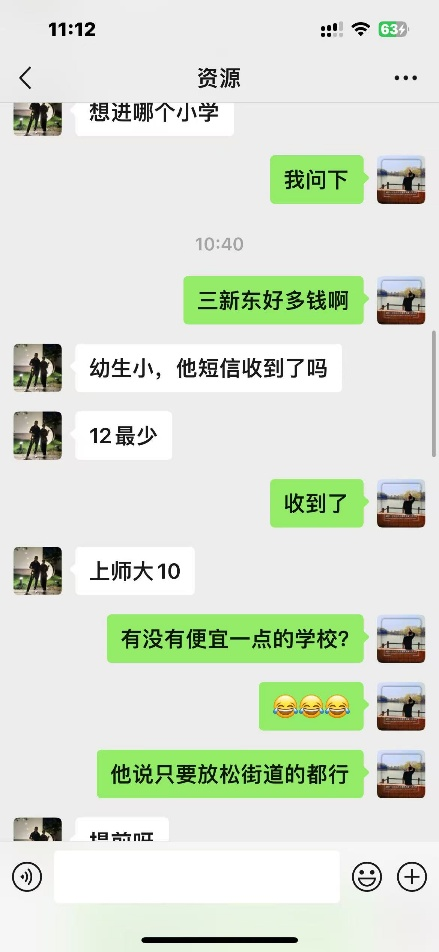 11:12
63
资源
想进哪个小学
我问下
10:40
三新东好多钱啊
幼生小，他短信收到了吗
12最少
收到了
上师大10
有没有便宜一点的学校?
😂😂😂
他说只要放松街道的都行
提前呀